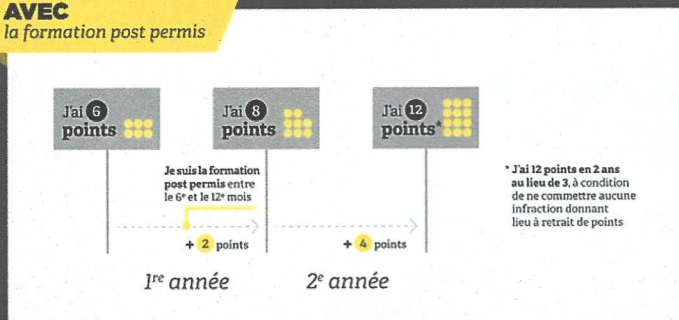 AVEC
la formation post permis
J'ai 6
points
J'ai 8
points
J'ai 12
points*
Je suis la formation
post permis entre
le 6e et le 12e mois
+ 2 points
+ 4 points
1re année
2e année
* J'ai 12 points en 2 ans
au lieu de 3, à condition
de ne commettre aucune
infraction donnant
lieu à retrait de points